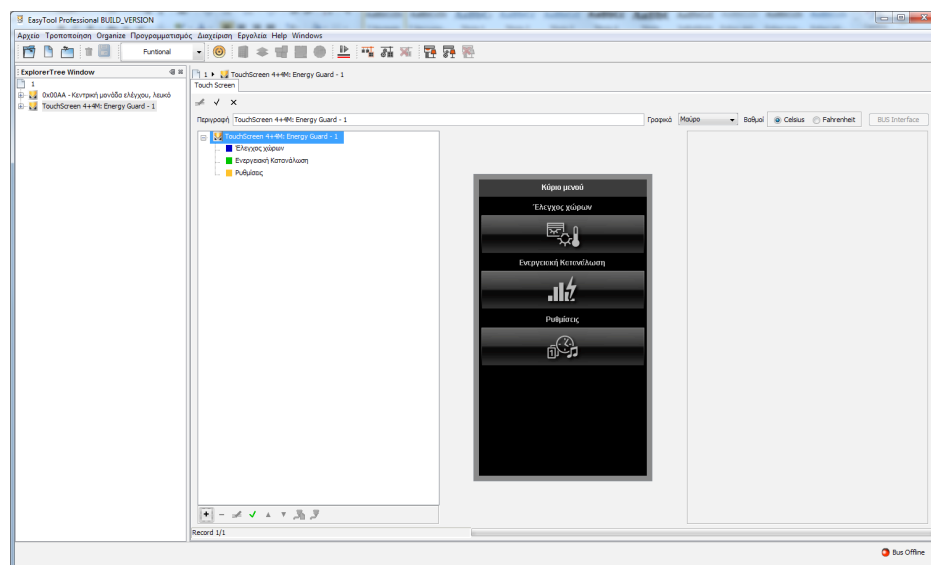 EasyTool Professional BUILD_VERSION
Αρχείο Τροποποίηση Organize Προγραμματισμός Διαχείριση Εργαλεία Help Windows
Funtional
ExplorerTree Window
1
0x00AA - Κεντρική μονάδα ελέγχου, λευκό
TouchScreen 4+4M: Energy Guard - 1
1 TouchScreen 4+4M: Energy Guard - 1
Touch Screen
Περιγραφή TouchScreen 4+4M: Energy Guard - 1 Γραφικό Μαύρο Βαθμοί Celsius Fahrenheit BUS Interface
TouchScreen 4+4M: Energy Guard - 1
Έλεγχος χώρων
Ενεργειακή Κατανάλωση
Ρυθμίσεις
Κύριο μενού
Έλεγχος χώρων
Ενεργειακή Κατανάλωση
Ρυθμίσεις
Record 1/1
Bus Offline